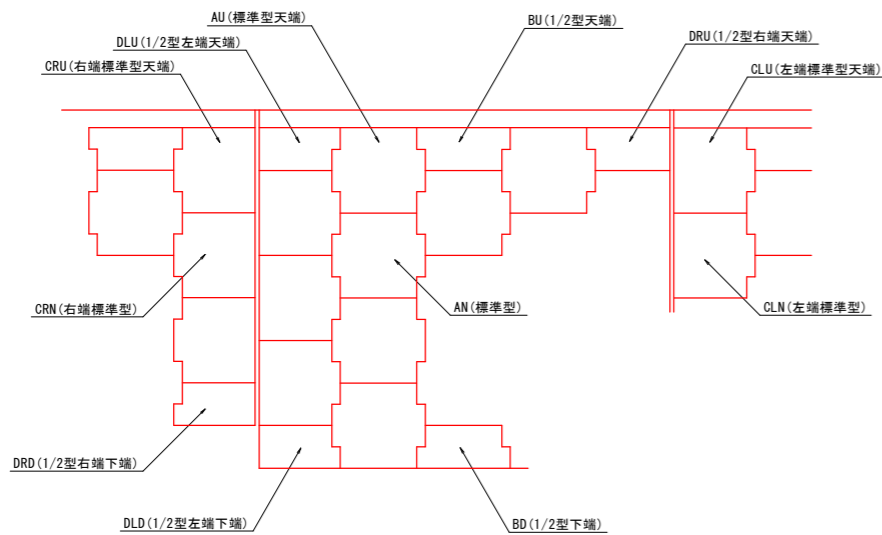 AU(標準型天端)
BU(1/2型天端)
DLU(1/2型左端天端)
DRU(1/2型右端天端)
CRU(右端標準型天端)
CLU(左端標準型天端)
CRN(右端標準型)
AN(標準型)
CLN(左端標準型)
DRD(1/2型右端下端)
DLD(1/2型左端下端)
BD(1/2型下端)